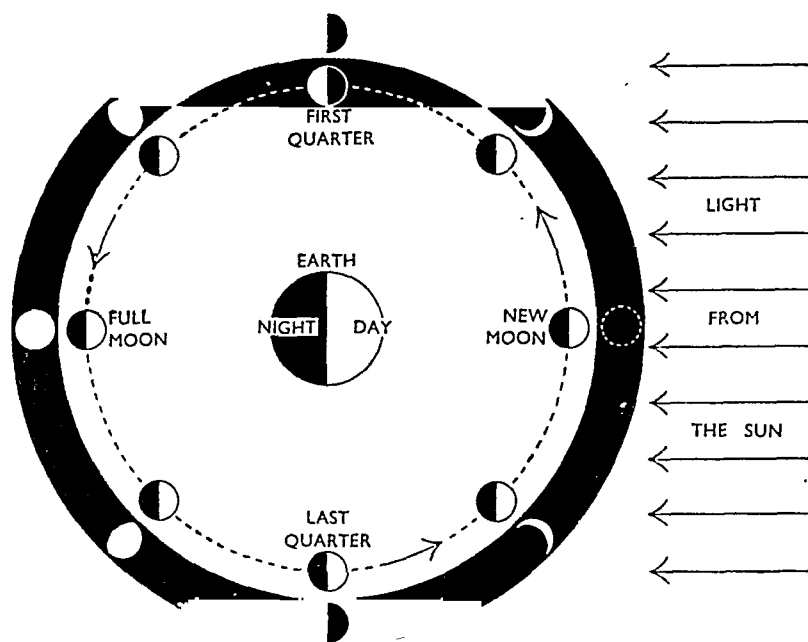 FIRST
QUARTER
LIGHT
EARTH
FULL
MOON
NIGHT
DAY
NEW
MOON
FROM
THE SUN
LAST
QUARTER